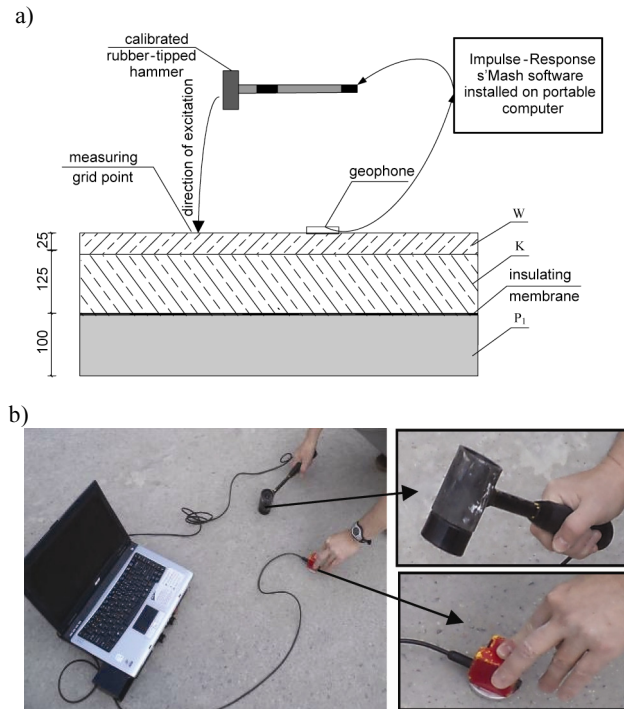 a)
calibrated
rubber-tipped
hammer
Impulse-Response
s'Mash software
installed on portable
computer
direction of excitation
measuring
grid point
geophone
W
K
insulating
membrane
P₁
25
125
100
b)